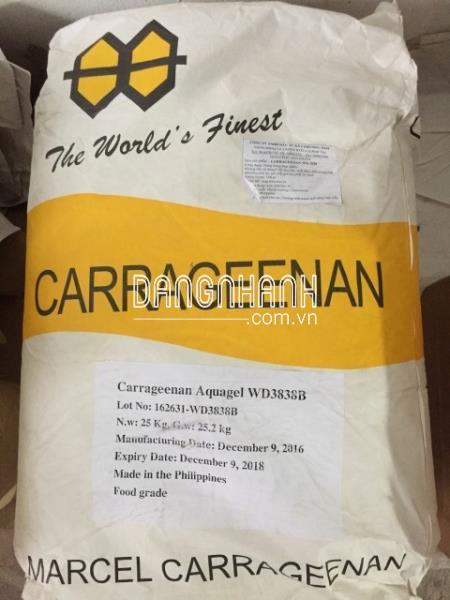 The World's Finest
CARRAGEENAN
DANGNHANH
.com.vn
Carrageenan Aquagel WD3838B
Lot No: 162631-WD3838B
N.w: 25 Kg, G.w: 25.2 kg
Manufacturing Date: December 9, 2016
Expiry Date: December 9, 2018
Made in the Philippines
Food grade
MARCEL CARRAGEENAN